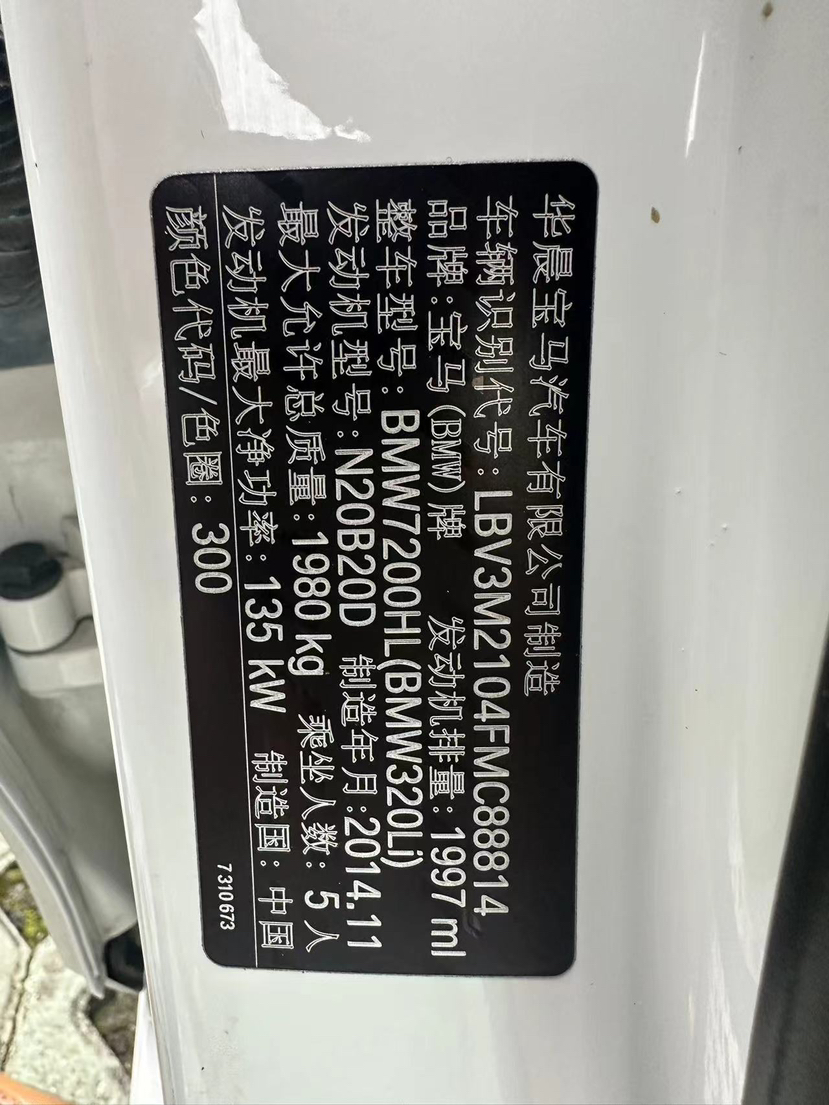 华晨宝马汽车有限公司制造
车辆识别代号:LBV3M2104FMC88814
品牌:宝马(BMW)牌 发动机排量:1997 ml
整车型号:BMW7200HL(BMW320Li)
发动机型号:N20B20D 制造年月:2014.11
最大允许总质量:1980 kg 乘坐人数:5人
发动机最大净功率:135 kW 制造国:中国
颜色代码/色圈:300
7310673